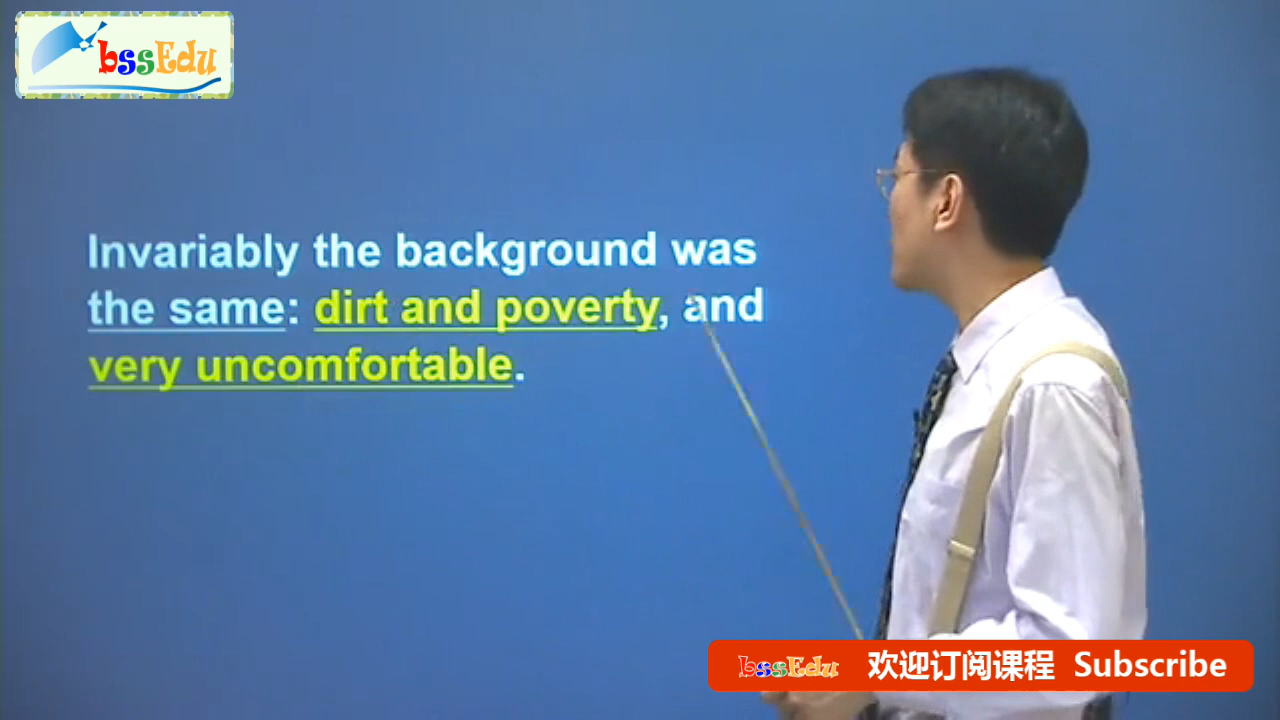 bssEdu
Invariably the background was
the same: dirt and poverty, and
very uncomfortable.
bssEdu 欢迎订阅课程 Subscribe